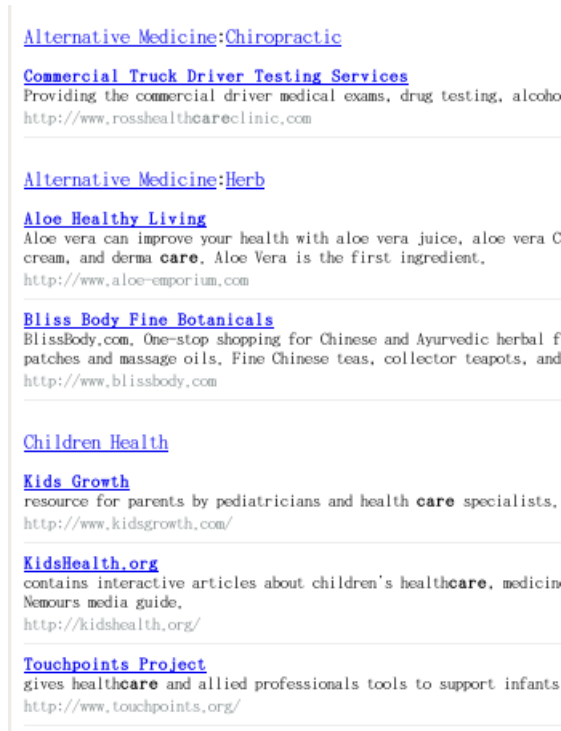 Alternative Medicine:Chiropractic
Commercial Truck Driver Testing Services
Providing the commercial driver medical exams, drug testing, alcoho
http://www.rosshealthcareclinic.com
Alternative Medicine:Herb
Aloe Healthy Living
Aloe vera can improve your health with aloe vera juice, aloe vera C
cream, and derma care. Aloe Vera is the first ingredient.
http://www.aloe-emporium.com
Bliss Body Fine Botanicals
BlissBody.com. One-stop shopping for Chinese and Ayurvedic herbal f
patches and massage oils. Fine Chinese teas, collector teapots, and
http://www.blissbody.com
Children Health
Kids Growth
resource for parents by pediatricians and health care specialists.
http://www.kidsgrowth.com/
KidsHealth.org
contains interactive articles about children's healthcare, medicin
Nemours media guide.
http://kidshealth.org/
Touchpoints Project
gives healthcare and allied professionals tools to support infants
http://www.touchpoints.org/